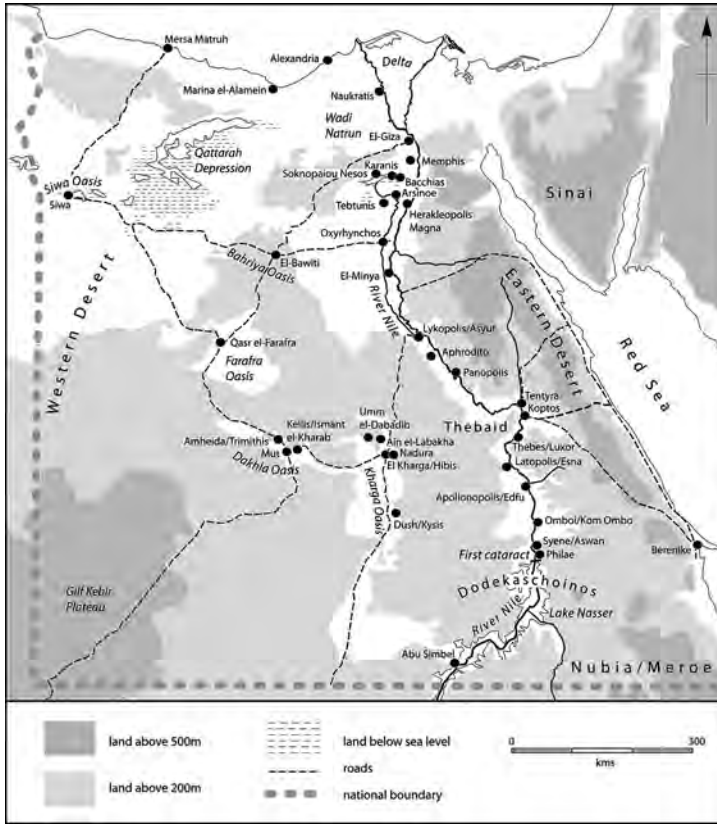 Mersa Matruh
Alexandria
Delta
Marina el-Alamein
Naukratis
Wadi
Natrun
El-Giza
Qattarah
Depression
Memphis
Karanis
Soknopaiou Nesos
Bacchias
Sinai
Siwa Oasis
Siwa
Arsinoe
Tebtunis
Herakleopolis
Magna
Oxyrhynchos
Bahriya Oasis
El-Bawiti
El-Minya
Eastern Desert
Western Desert
River Nile
Red Sea
Lykopolis/Asyut
Qasr el-Farafra
Aphrodito
Farafra
Oasis
Panopolis
Tentyra
Koptos
Umm
el-Dabadib
Kellis/Ismant
el-Kharab
Thebaid
Amheida/Trimithis
Ain el-Labakha
Thebes/Luxor
Mut
Nadura
Dakhla Oasis
El Kharga/Hibis
Latopolis/Esna
Kharga Oasis
Apollonopolis/Edfu
Dush/Kysis
Omboi/Kom Ombo
Syene/Aswan
First cataract
Philae
Berenike
Dodekaschoinos
Gilf Kebir
Plateau
River Nile
Lake Nasser
Abu Simbel
Nubia/Meroe
land above 500m
land below sea level
0 300
kms
roads
land above 200m
national boundary